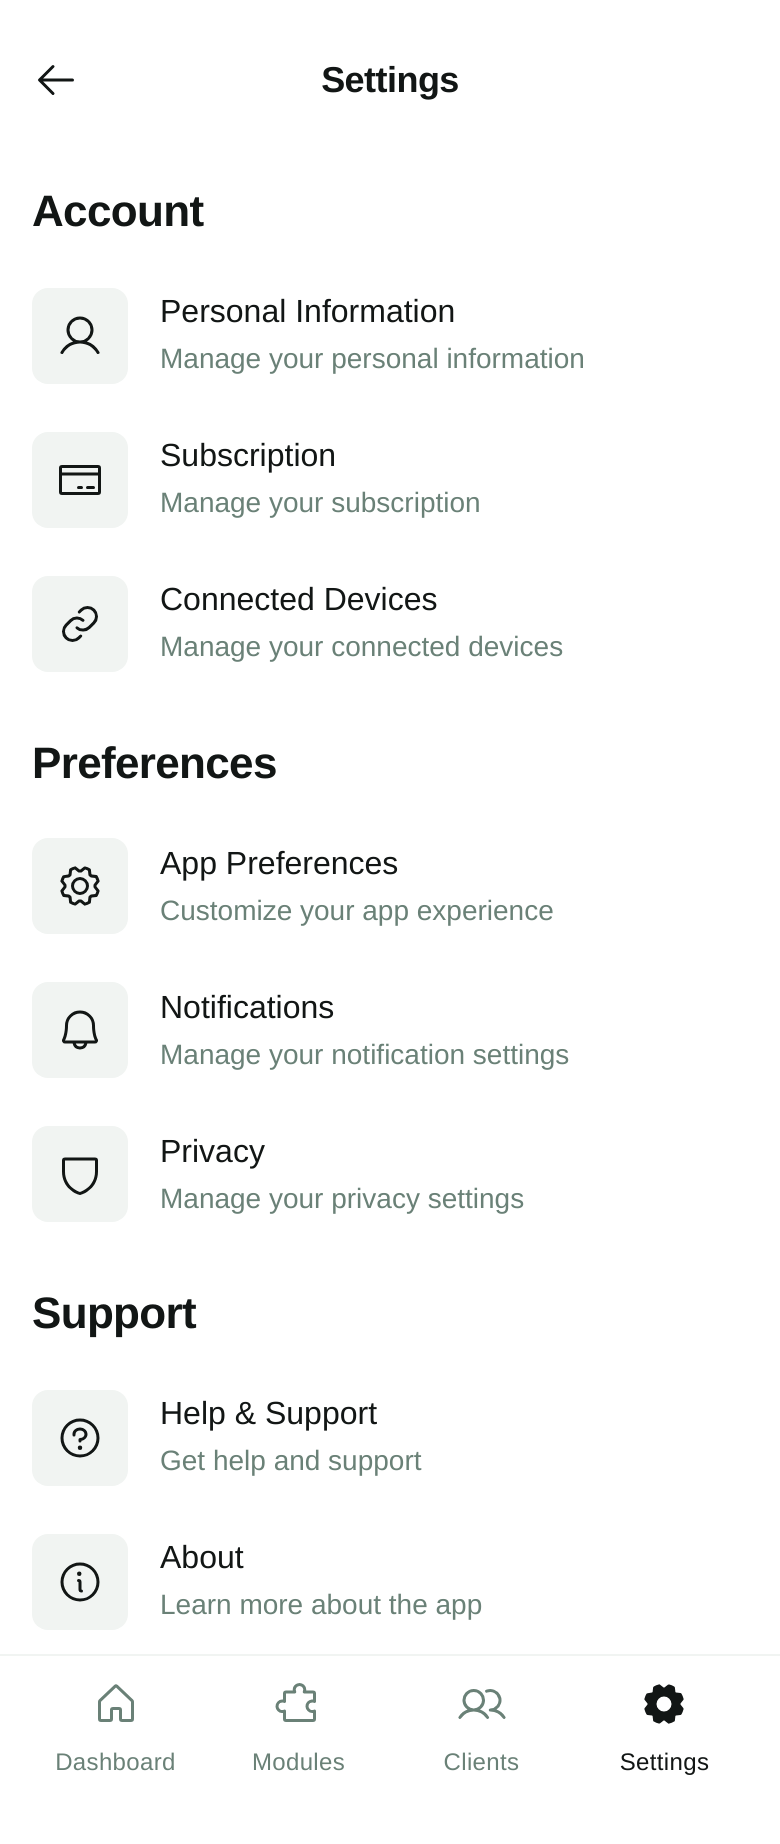 Settings
Account
Personal Information
Manage your personal information
Subscription
Manage your subscription
Connected Devices
Manage your connected devices
Preferences
App Preferences
Customize your app experience
Notifications
Manage your notification settings
Privacy
Manage your privacy settings
Support
Help & Support
Get help and support
About
Learn more about the app
Dashboard
Modules
Clients
Settings